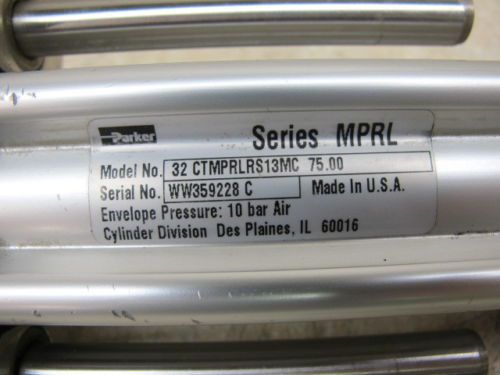 Parker
Series MPRL
Model No. 32 CTMPRLRS13MC 75.00
Serial No. WW359228 C Made In U.S.A.
Envelope Pressure: 10 bar Air
Cylinder Division Des Plaines, IL 60016